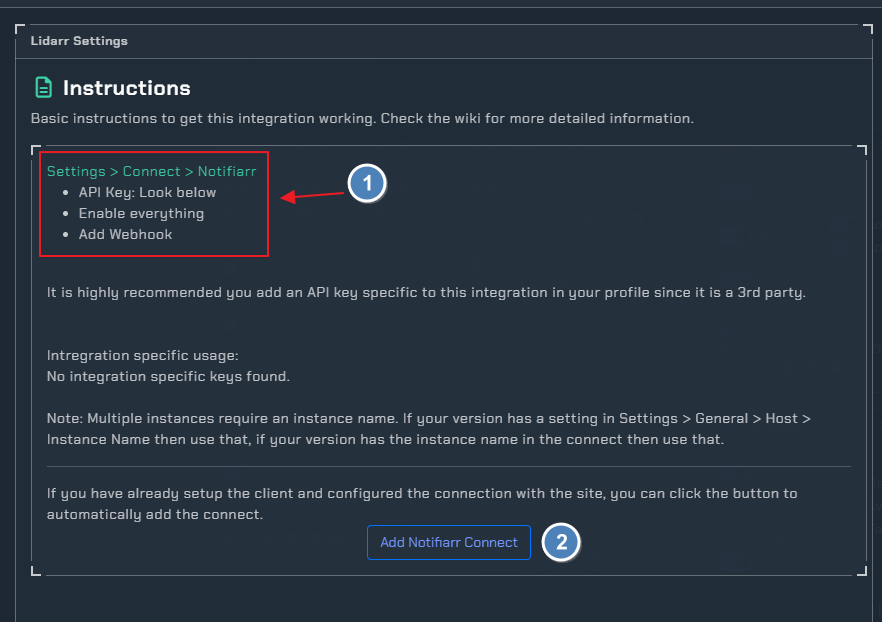 Lidarr Settings
Instructions
Basic instructions to get this integration working. Check the wiki for more detailed information.
Settings > Connect > Notifiarr
• API Key: Look below
• Enable everything
• Add Webhook
1
It is highly recommended you add an API key specific to this integration in your profile since it is a 3rd party.
Intregration specific usage:
No integration specific keys found.
Note: Multiple instances require an instance name. If your version has a setting in Settings > General > Host >
Instance Name then use that, if your version has the instance name in the connect then use that.
If you have already setup the client and configured the connection with the site, you can click the button to
automatically add the connect.
Add Notifiarr Connect
2